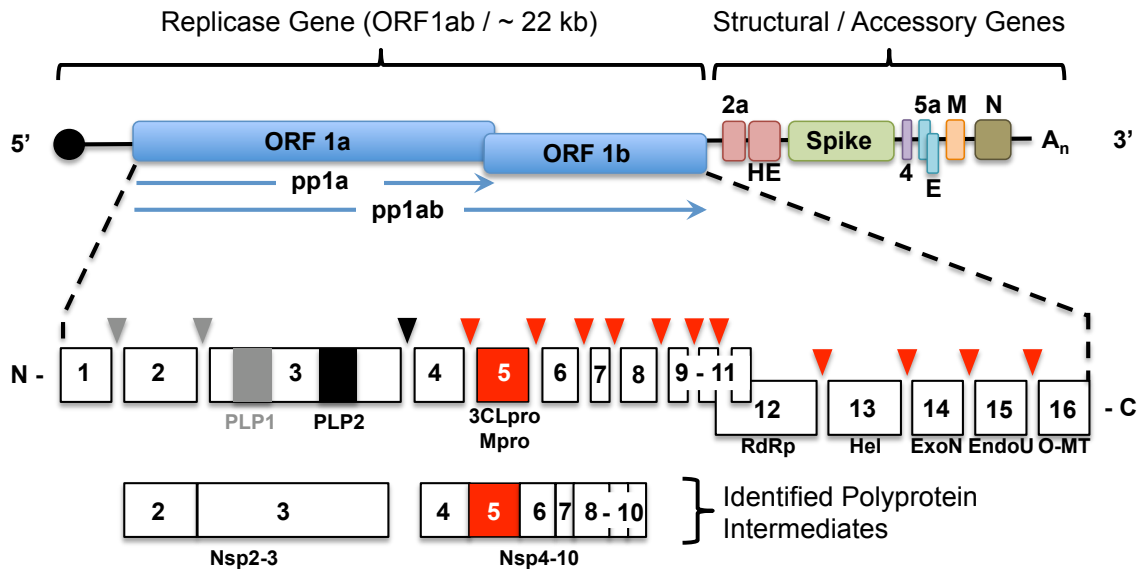 Replicase Gene (ORF1ab / ~ 22 kb)
Structural / Accessory Genes
2a
5a
M
N
5’
ORF 1a
ORF 1b
Spike
An
3’
HE
4
E
pp1a
pp1ab
N -
1
2
3
4
5
6
7
8
9 - 11
PLP1
PLP2
3CLpro
Mpro
12
13
14
15
16
- C
RdRp
Hel
ExoN
EndoU
O-MT
2
3
4
5
6
7
8 - 10
Identified Polyprotein
Intermediates
Nsp2-3
Nsp4-10